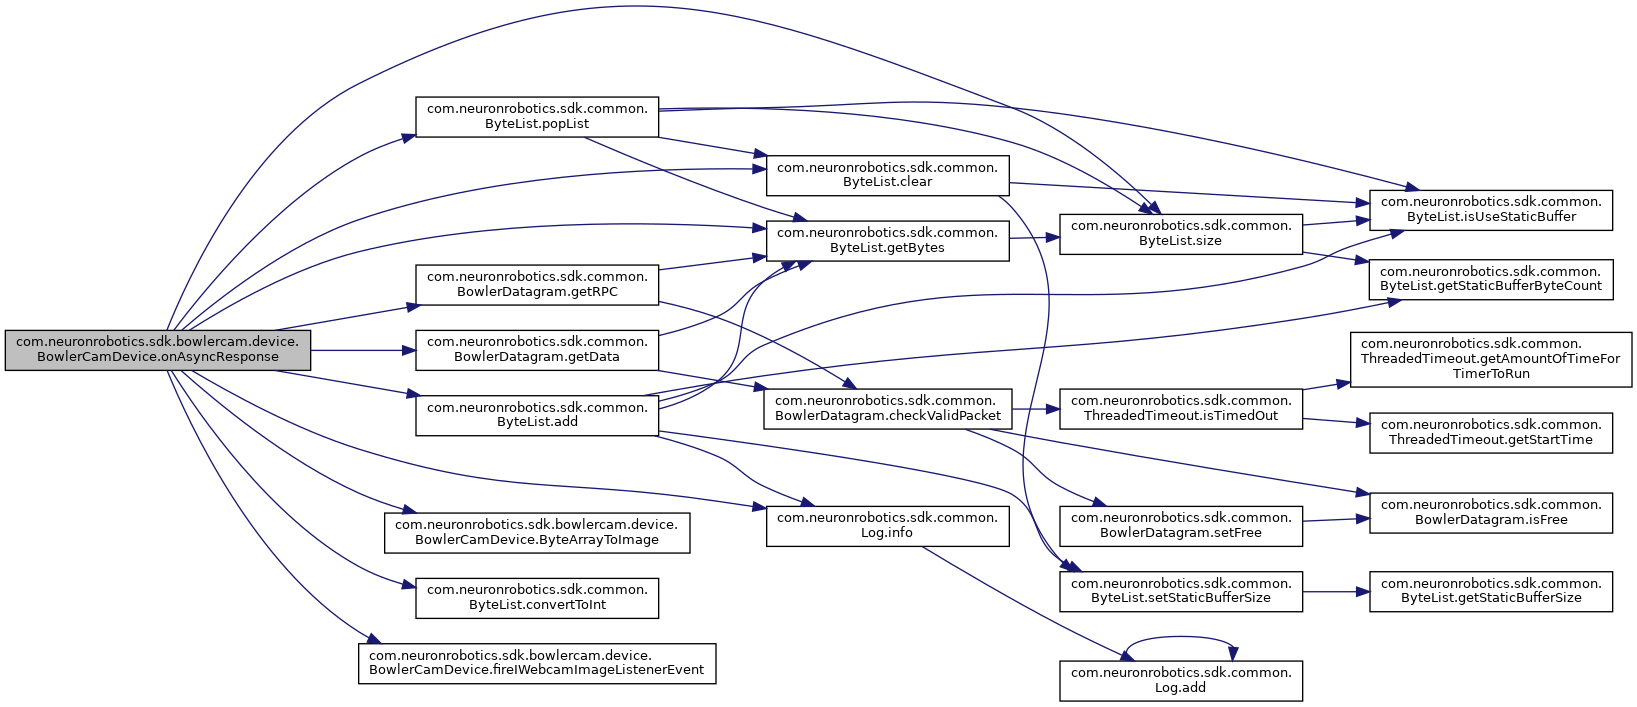 com.neuronrobotics.sdk.bowlercam.device.
BowlerCamDevice.onAsyncResponse
com.neuronrobotics.sdk.common.
ByteList.popList
com.neuronrobotics.sdk.common.
BowlerDatagram.getRPC
com.neuronrobotics.sdk.common.
BowlerDatagram.getData
com.neuronrobotics.sdk.common.
ByteList.add
com.neuronrobotics.sdk.bowlercam.device.
BowlerCamDevice.ByteArrayToImage
com.neuronrobotics.sdk.common.
ByteList.convertToInt
com.neuronrobotics.sdk.bowlercam.device.
BowlerCamDevice.fireIWebcamImageListenerEvent
com.neuronrobotics.sdk.common.
ByteList.clear
com.neuronrobotics.sdk.common.
ByteList.getBytes
com.neuronrobotics.sdk.common.
BowlerDatagram.checkValidPacket
com.neuronrobotics.sdk.common.
Log.info
com.neuronrobotics.sdk.common.
ByteList.size
com.neuronrobotics.sdk.common.
ThreadedTimeout.isTimedOut
com.neuronrobotics.sdk.common.
BowlerDatagram.setFree
com.neuronrobotics.sdk.common.
ByteList.setStaticBufferSize
com.neuronrobotics.sdk.common.
Log.add
com.neuronrobotics.sdk.common.
ByteList.isUseStaticBuffer
com.neuronrobotics.sdk.common.
ByteList.getStaticBufferByteCount
com.neuronrobotics.sdk.common.
ThreadedTimeout.getAmountOfTimeFor
TimerToRun
com.neuronrobotics.sdk.common.
ThreadedTimeout.getStartTime
com.neuronrobotics.sdk.common.
BowlerDatagram.isFree
com.neuronrobotics.sdk.common.
ByteList.getStaticBufferSize